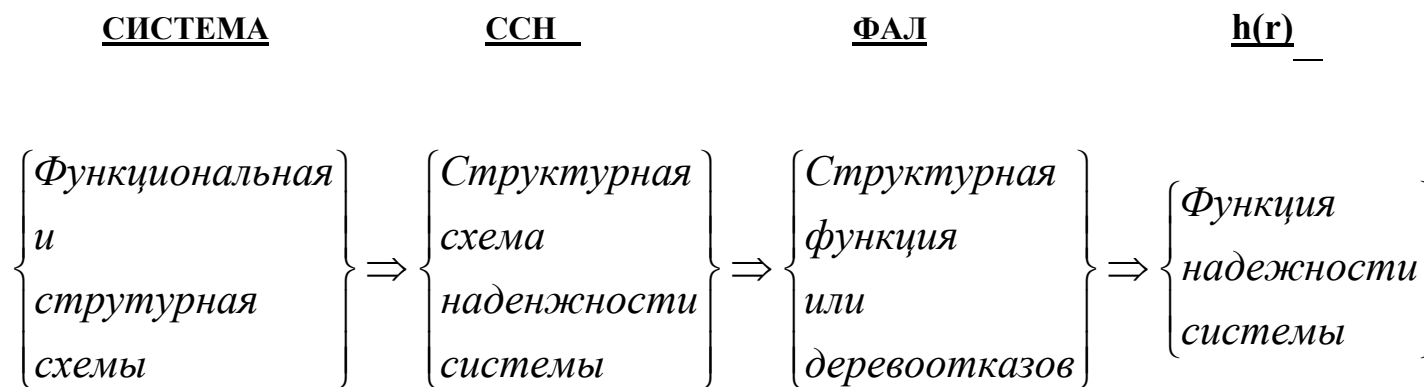 СИСТЕМА ССН ФАЛ h(r)
Функциональная
и
струтурная
схемы
⇒
Структурная
схема
наденжности
системы
⇒
Структурная
функция
или
деревоотказов
⇒
Функция
надежности
системы